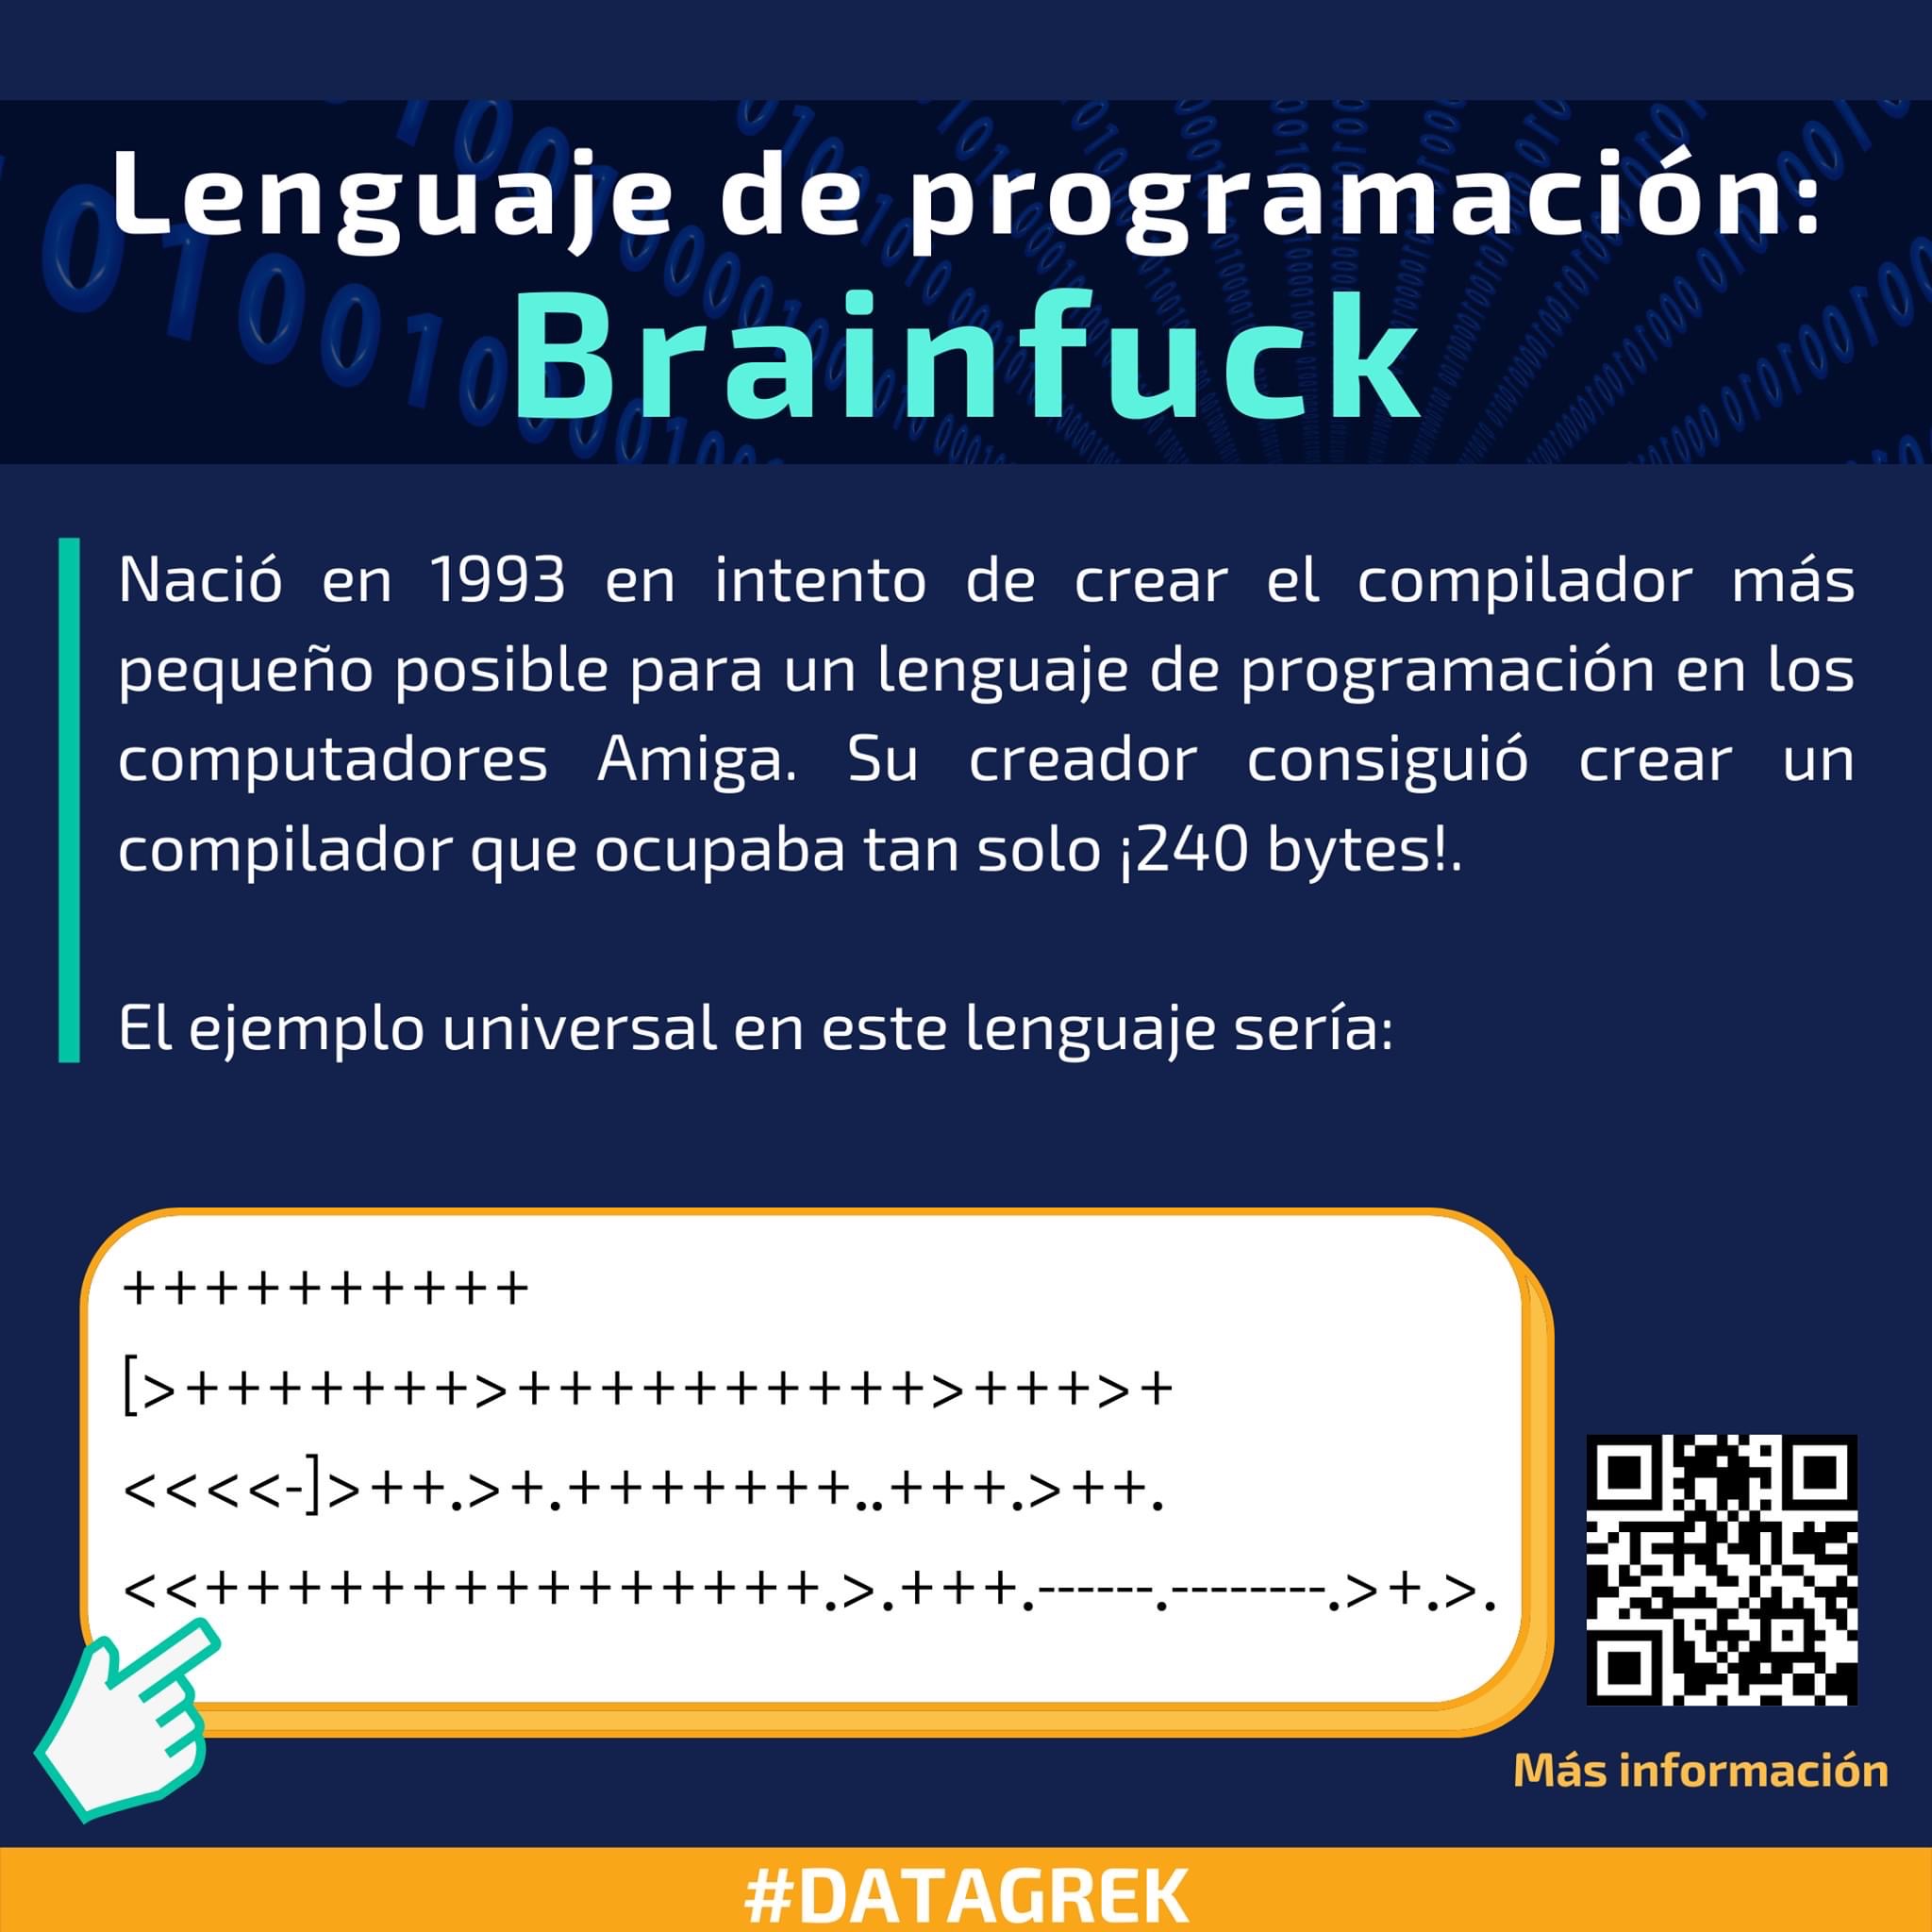 Lenguaje de programación:
Brainfuck
Nació en 1993 en intento de crear el compilador más
pequeño posible para un lenguaje de programación en los
computadores Amiga. Su creador consiguió crear un
compilador que ocupaba tan solo ¡240 bytes!.
El ejemplo universal en este lenguaje sería:
++++++++++
[>+++++++>++++++++++>+++>+
<<<<-]>++.>+.+++++++..+++.>++.
<<+++++++++++++++.>.+++.------.--------.>+.>.
Más información
#DATAGREK